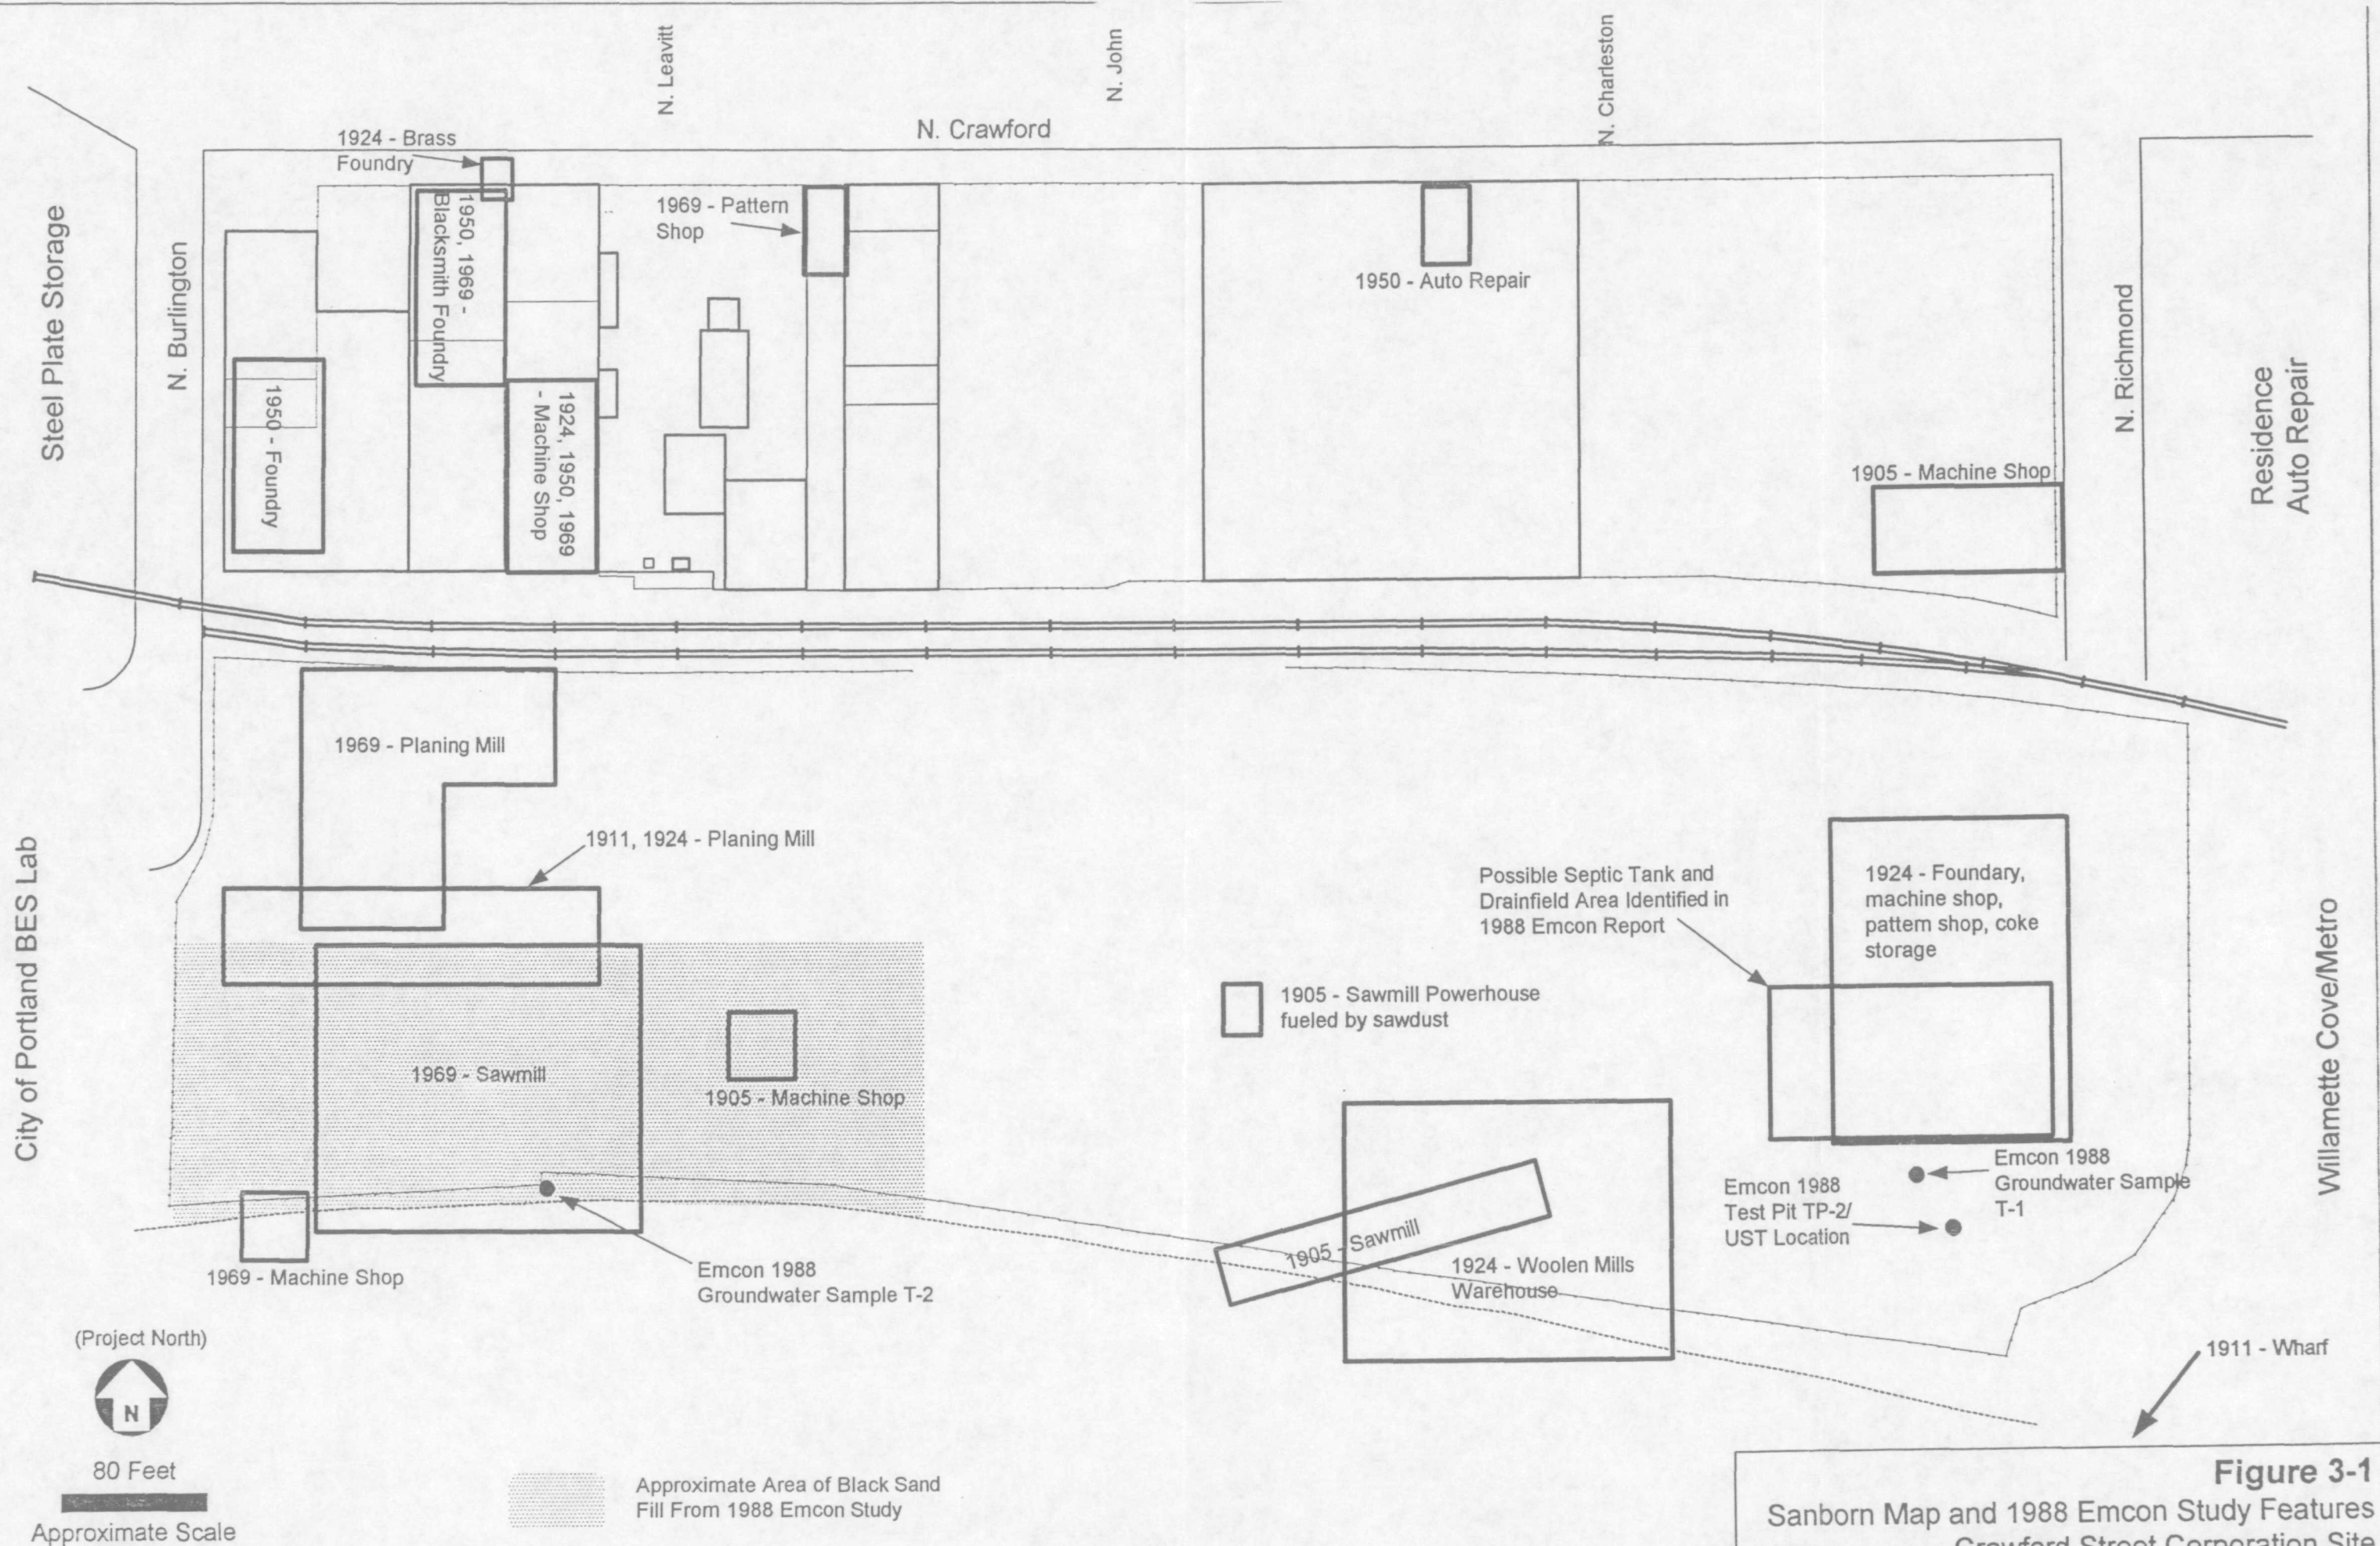 N. Leavitt
N. John
N. Charleston
N. Crawford
1924 - Brass
Foundry
Steel Plate Storage
N. Burlington
1950, 1969 -
Blacksmith Foundry
1969 - Pattern
Shop
1950 - Auto Repair
N. Richmond
Residence
Auto Repair
1950 - Foundry
1924, 1950, 1969
- Machine Shop
1905 - Machine Shop
1969 - Planing Mill
1911, 1924 - Planing Mill
City of Portland BES Lab
Possible Septic Tank and
Drainfield Area Identified in
1988 Emcon Report
1924 - Foundary,
machine shop,
pattern shop, coke
storage
Willamette Cove/Metro
1905 - Sawmill Powerhouse
fueled by sawdust
1969 - Sawmill
1905 - Machine Shop
Emcon 1988
Groundwater Sample
T-1
Emcon 1988
Test Pit TP-2/
UST Location
1905 - Sawmill
1924 - Woolen Mills
Warehouse
1969 - Machine Shop
Emcon 1988
Groundwater Sample T-2
(Project North)
N
1911 - Wharf
80 Feet
Approximate Scale
Approximate Area of Black Sand
Fill From 1988 Emcon Study
Figure 3-1
Sanborn Map and 1988 Emcon Study Features
Crawford Street Corporation Site